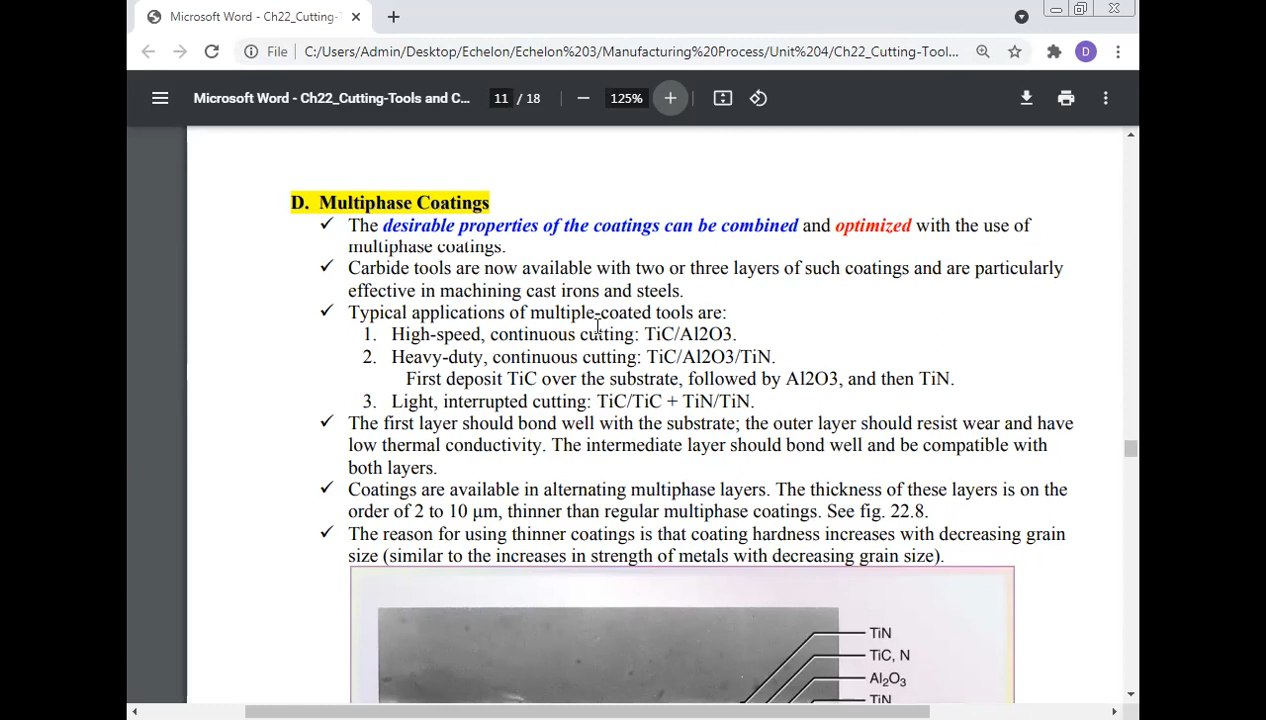 Microsoft Word - Ch22_Cutting-T
File C:/Users/Admin/Desktop/Echelon/Echelon%203/Manufacturing%20Process/Unit%204/Ch22_Cutting-Tool... D
Microsoft Word - Ch22_Cutting-Tools and C... 11 / 18 125%
D. Multiphase Coatings
✓ The desirable properties of the coatings can be combined and optimized with the use of
multiphase coatings.
✓ Carbide tools are now available with two or three layers of such coatings and are particularly
effective in machining cast irons and steels.
✓ Typical applications of multiple-coated tools are:
1. High-speed, continuous cutting: TiC/Al2O3.
2. Heavy-duty, continuous cutting: TiC/Al2O3/TiN.
First deposit TiC over the substrate, followed by Al2O3, and then TiN.
3. Light, interrupted cutting: TiC/TiC + TiN/TiN.
✓ The first layer should bond well with the substrate; the outer layer should resist wear and have
low thermal conductivity. The intermediate layer should bond well and be compatible with
both layers.
✓ Coatings are available in alternating multiphase layers. The thickness of these layers is on the
order of 2 to 10 μm, thinner than regular multiphase coatings. See fig. 22.8.
✓ The reason for using thinner coatings is that coating hardness increases with decreasing grain
size (similar to the increases in strength of metals with decreasing grain size).
TiN
TiC, N
Al₂O₃
TiN